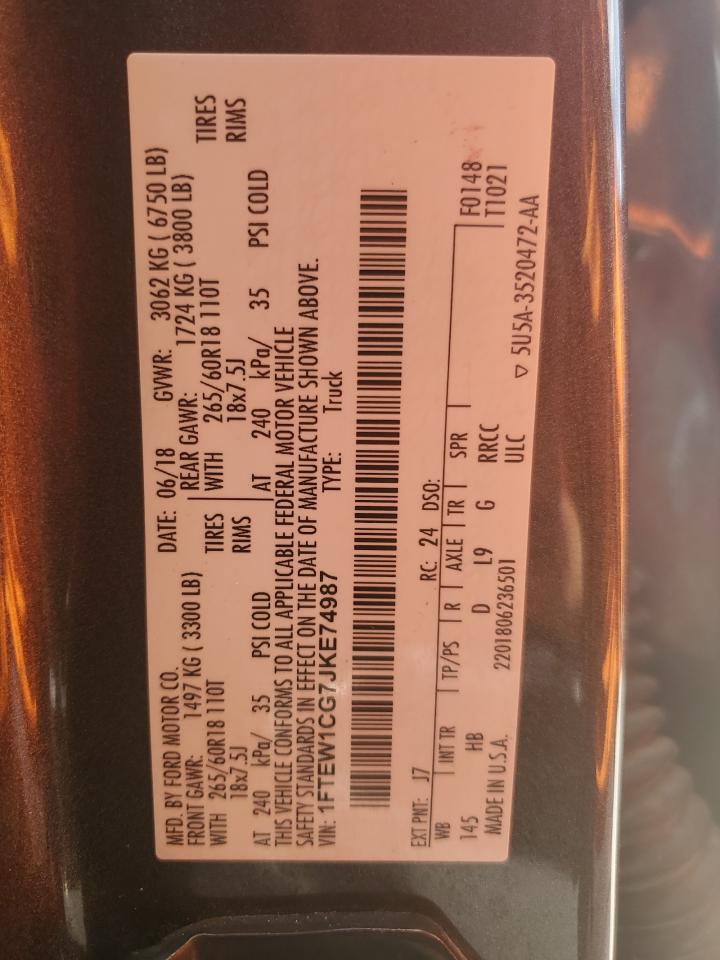 MFD. BY FORD MOTOR CO. DATE: 06/18 GVWR: 3062 KG ( 6750 LB)
FRONT GAWR: 1497 KG ( 3300 LB) REAR GAWR: 1724 KG ( 3800 LB)
WITH 265/60R18 110T TIRES WITH 265/60R18 110T TIRES
18x7.5J RIMS 18x7.5J RIMS
AT 240 kPa/ 35 PSI COLD AT 240 kPa/ 35 PSI COLD
THIS VEHICLE CONFORMS TO ALL APPLICABLE FEDERAL MOTOR VEHICLE
SAFETY STANDARDS IN EFFECT ON THE DATE OF MANUFACTURE SHOWN ABOVE.
VIN: 1FTEW1CG7JKE74987 TYPE: Truck
EXT PNT: J7 RC: 24 DSO: F0148
WB INT TR TP/PS R AXLE TR SPR T1021
145 HB D L9 G RRCC
MADE IN U.S.A. 2201806236501 ULC ▽ 5U5A-3520472-AA